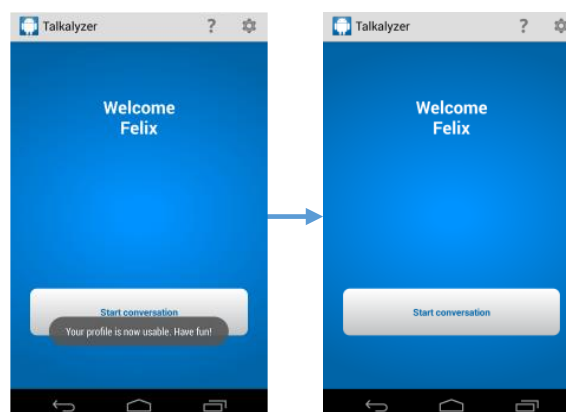 Talkalyzer ?
Welcome
Felix
Start conversation
Your profile is now usable. Have fun!
Talkalyzer ?
Welcome
Felix
Start conversation